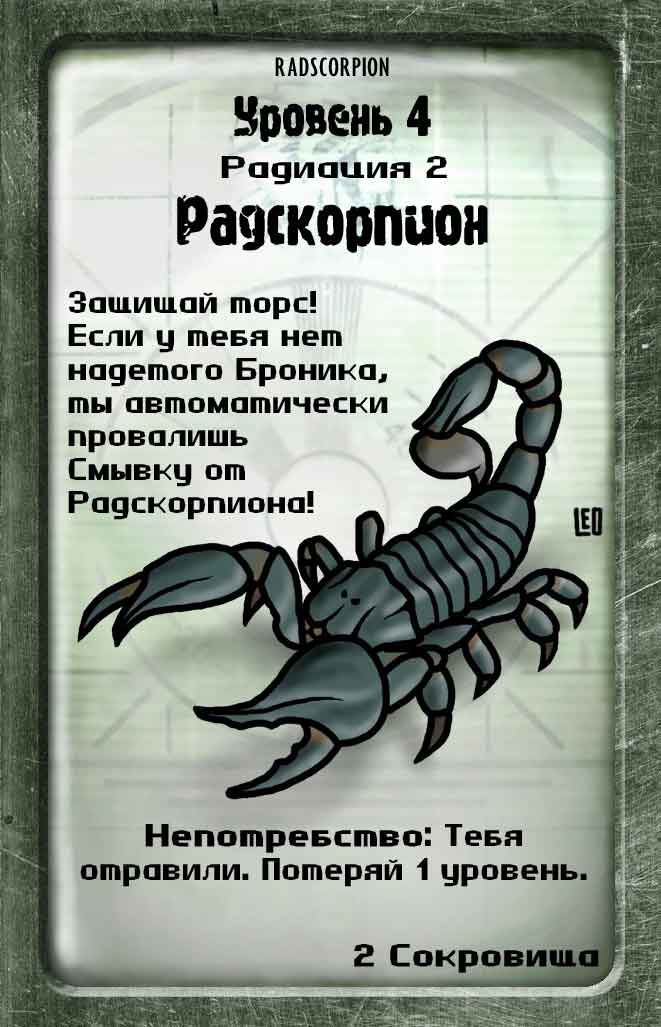 RADSCORPION
Уровень 4
Радиация 2
Радскорпион
Защищай торс!
Если у тебя нет
надетого Броника,
ты автоматически
провалишь
Смывку от
Радскорпиона!
LEO
Непотребство: Тебя
отравили. Потеряй 1 уровень.
2 Сокровища